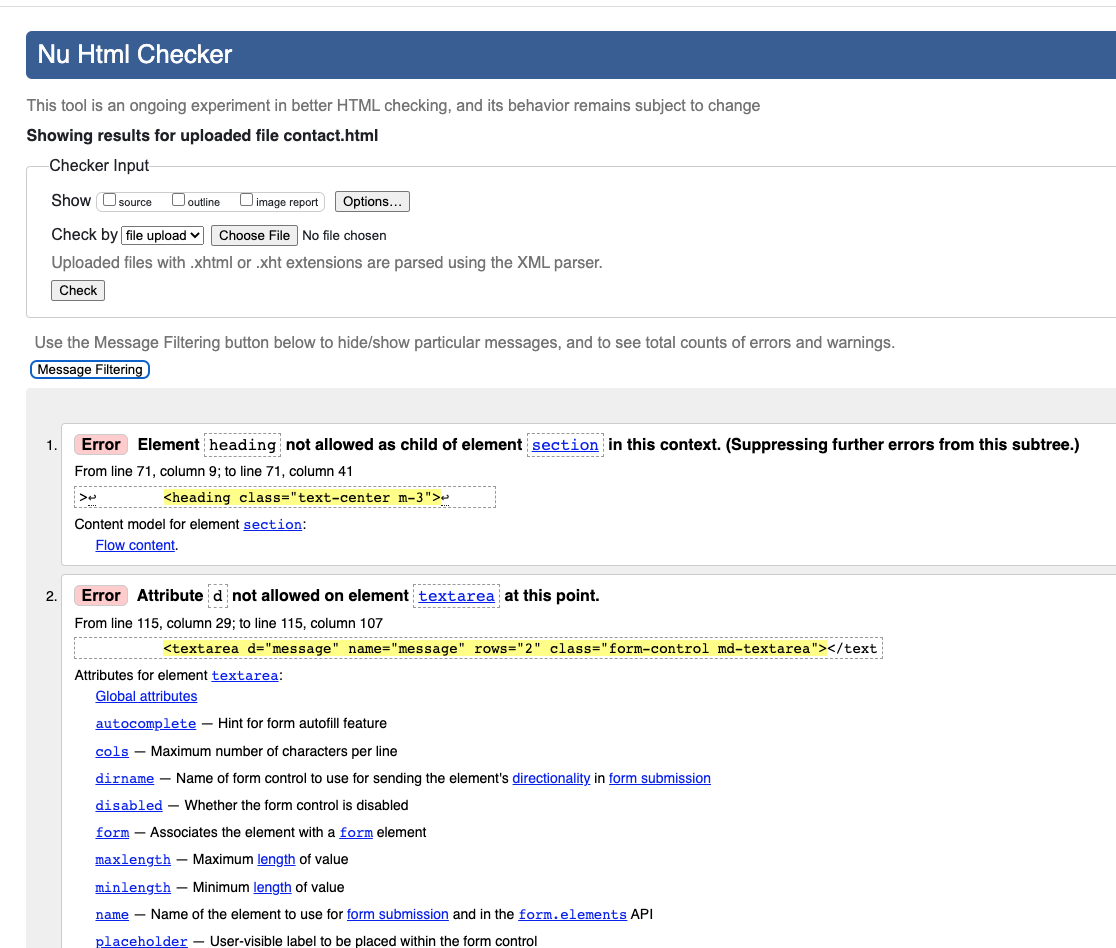 Nu Html Checker
This tool is an ongoing experiment in better HTML checking, and its behavior remains subject to change
Showing results for uploaded file contact.html
Checker Input
Show source outline image report Options…
Check by file upload Choose File No file chosen
Uploaded files with .xhtml or .xht extensions are parsed using the XML parser.
Check
Use the Message Filtering button below to hide/show particular messages, and to see total counts of errors and warnings.
Message Filtering
1. Error Element heading not allowed as child of element section in this context. (Suppressing further errors from this subtree.)
From line 71, column 9; to line 71, column 41
>↩ <heading class="text-center m-3">↩
Content model for element section:
Flow content.
2. Error Attribute d not allowed on element textarea at this point.
From line 115, column 29; to line 115, column 107
<textarea d="message" name="message" rows="2" class="form-control md-textarea"></text
Attributes for element textarea:
Global attributes
autocomplete — Hint for form autofill feature
cols — Maximum number of characters per line
dirname — Name of form control to use for sending the element's directionality in form submission
disabled — Whether the form control is disabled
form — Associates the element with a form element
maxlength — Maximum length of value
minlength — Minimum length of value
name — Name of the element to use for form submission and in the form.elements API
placeholder — User-visible label to be placed within the form control